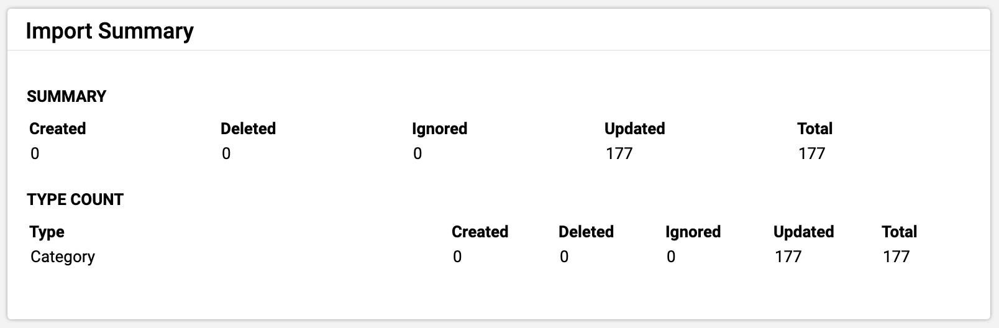 Import Summary
SUMMARY
Created Deleted Ignored Updated Total
0 0 0 177 177
TYPE COUNT
Type Created Deleted Ignored Updated Total
Category 0 0 0 177 177